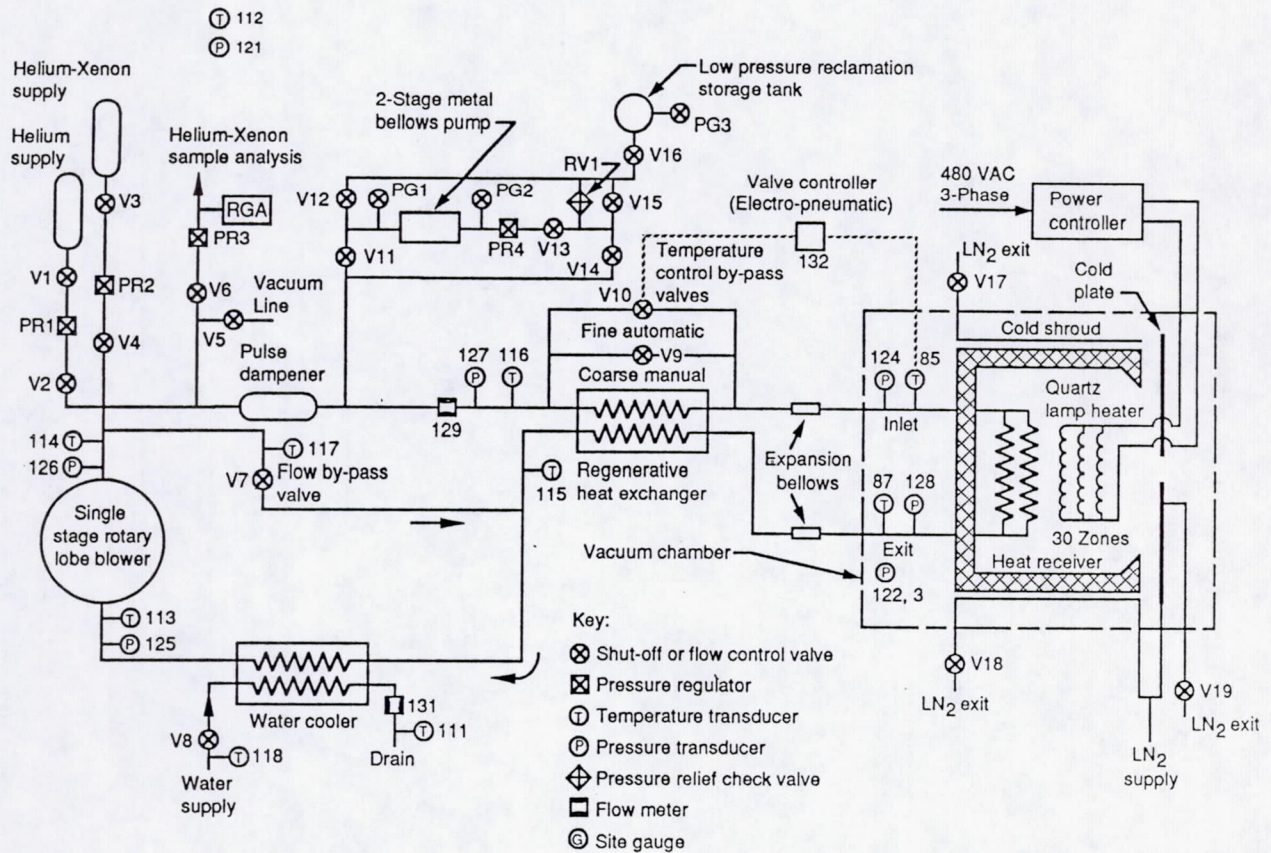 T 112
P 121
Helium-Xenon
supply
Helium
supply
Helium-Xenon
sample analysis
RGA
PR3
V3
V1
PR2
PR1
V4
V2
V6
Vacuum
Line
V5
Pulse
dampener
2-Stage metal
bellows pump
Low pressure reclamation
storage tank
PG3
V16
RV1
V12
PG1
PG2
V15
PR4
V13
V11
V14
Valve controller
(Electro-pneumatic)
132
Temperature
control by-pass
valves
V10
Fine automatic
V9
Coarse manual
127
P
116
T
129
Regenerative
heat exchanger
115
T
114 T
126 P
T 117
V7
Flow by-pass
valve
Single
stage rotary
lobe blower
T 113
P 125
Water cooler
V8
T 118
Water
supply
131
T 111
Drain
Expansion
bellows
Vacuum chamber
480 VAC
3-Phase
Power
controller
LN2 exit
V17
Cold
plate
Cold shroud
124
P
85
T
Inlet
Quartz
lamp heater
87
T
128
P
Exit
P
122, 3
30 Zones
Heat receiver
V18
LN2 exit
V19
LN2 exit
LN2
supply
Key:
Shut-off or flow control valve
Pressure regulator
T Temperature transducer
P Pressure transducer
Pressure relief check valve
Flow meter
G Site gauge